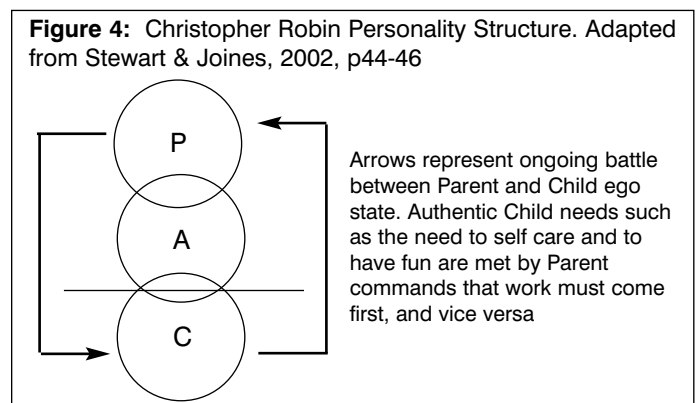 Figure 4: Christopher Robin Personality Structure. Adapted
from Stewart & Joines, 2002, p44-46
P
A
C
Arrows represent ongoing battle
between Parent and Child ego
state. Authentic Child needs such
as the need to self care and to
have fun are met by Parent
commands that work must come
first, and vice versa